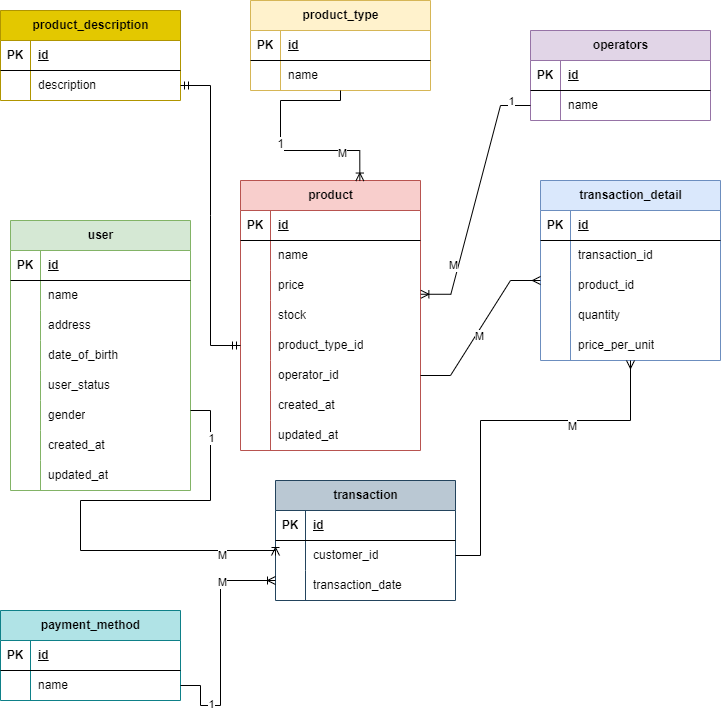 product_description
PK id
description
product_type
PK id
name
operators
PK id
name
1
1
M
product
PK id
name
price
stock
product_type_id
operator_id
created_at
updated_at
M
M
transaction_detail
PK id
transaction_id
product_id
quantity
price_per_unit
M
user
PK id
name
address
date_of_birth
user_status
gender
created_at
updated_at
1
M
transaction
PK id
customer_id
transaction_date
M
payment_method
PK id
name
1